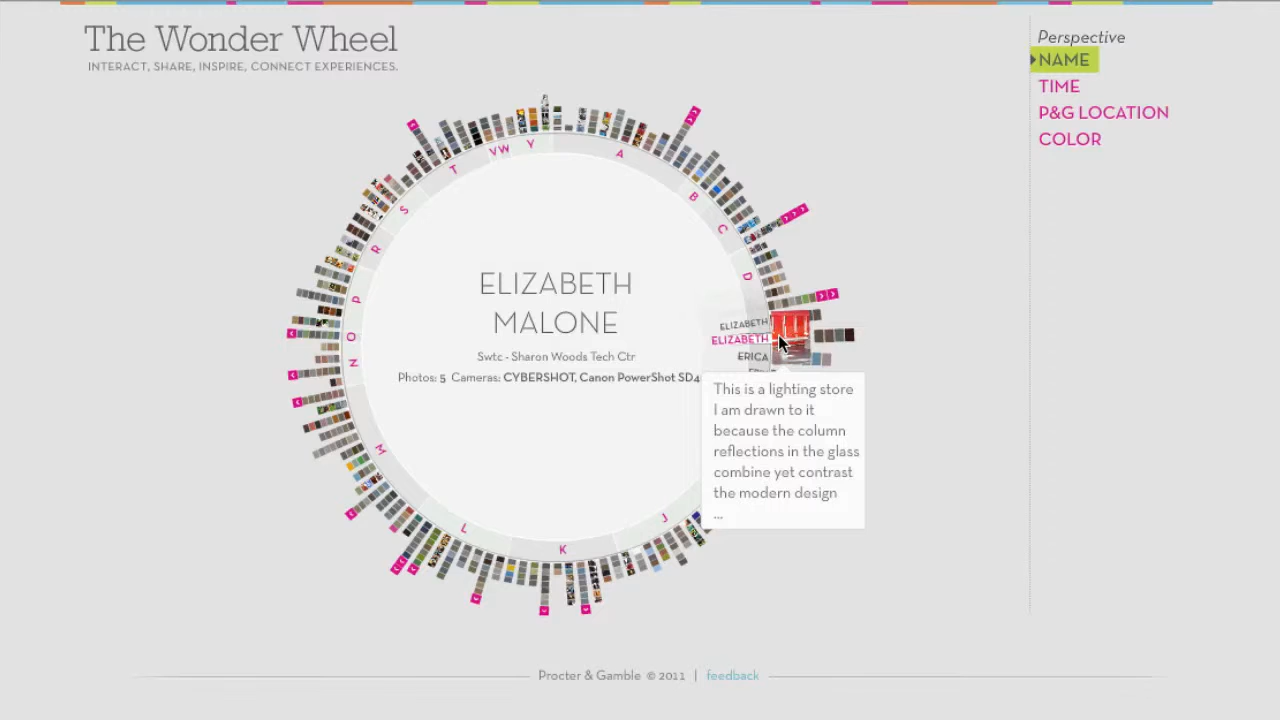 The Wonder Wheel
INTERACT, SHARE, INSPIRE, CONNECT EXPERIENCES.
Perspective
NAME
TIME
P&G LOCATION
COLOR
A
B
C
D
J
K
L
M
N
O
P
R
S
T
VW
Y
ELIZABETH
MALONE
Swtc - Sharon Woods Tech Ctr
Photos: 5 Cameras: CYBERSHOT, Canon PowerShot SD4
ELIZABETH
ELIZABETH
ERICA
This is a lighting store
I am drawn to it
because the column
reflections in the glass
combine yet contrast
the modern design
...
Procter & Gamble © 2011 | feedback